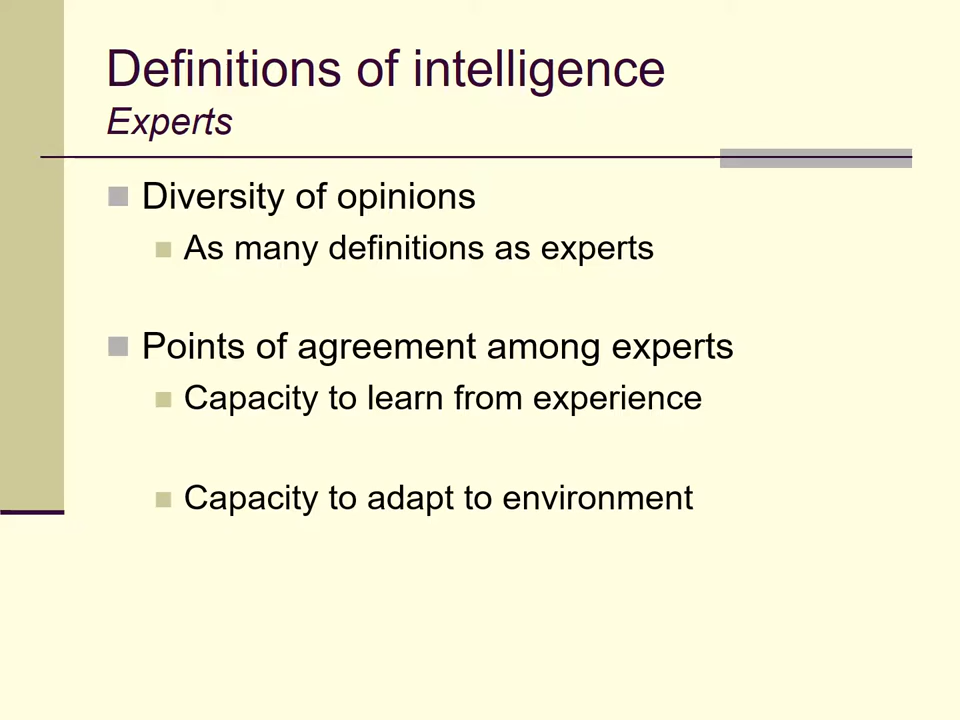 Definitions of intelligence
Experts
Diversity of opinions
As many definitions as experts
Points of agreement among experts
Capacity to learn from experience
Capacity to adapt to environment